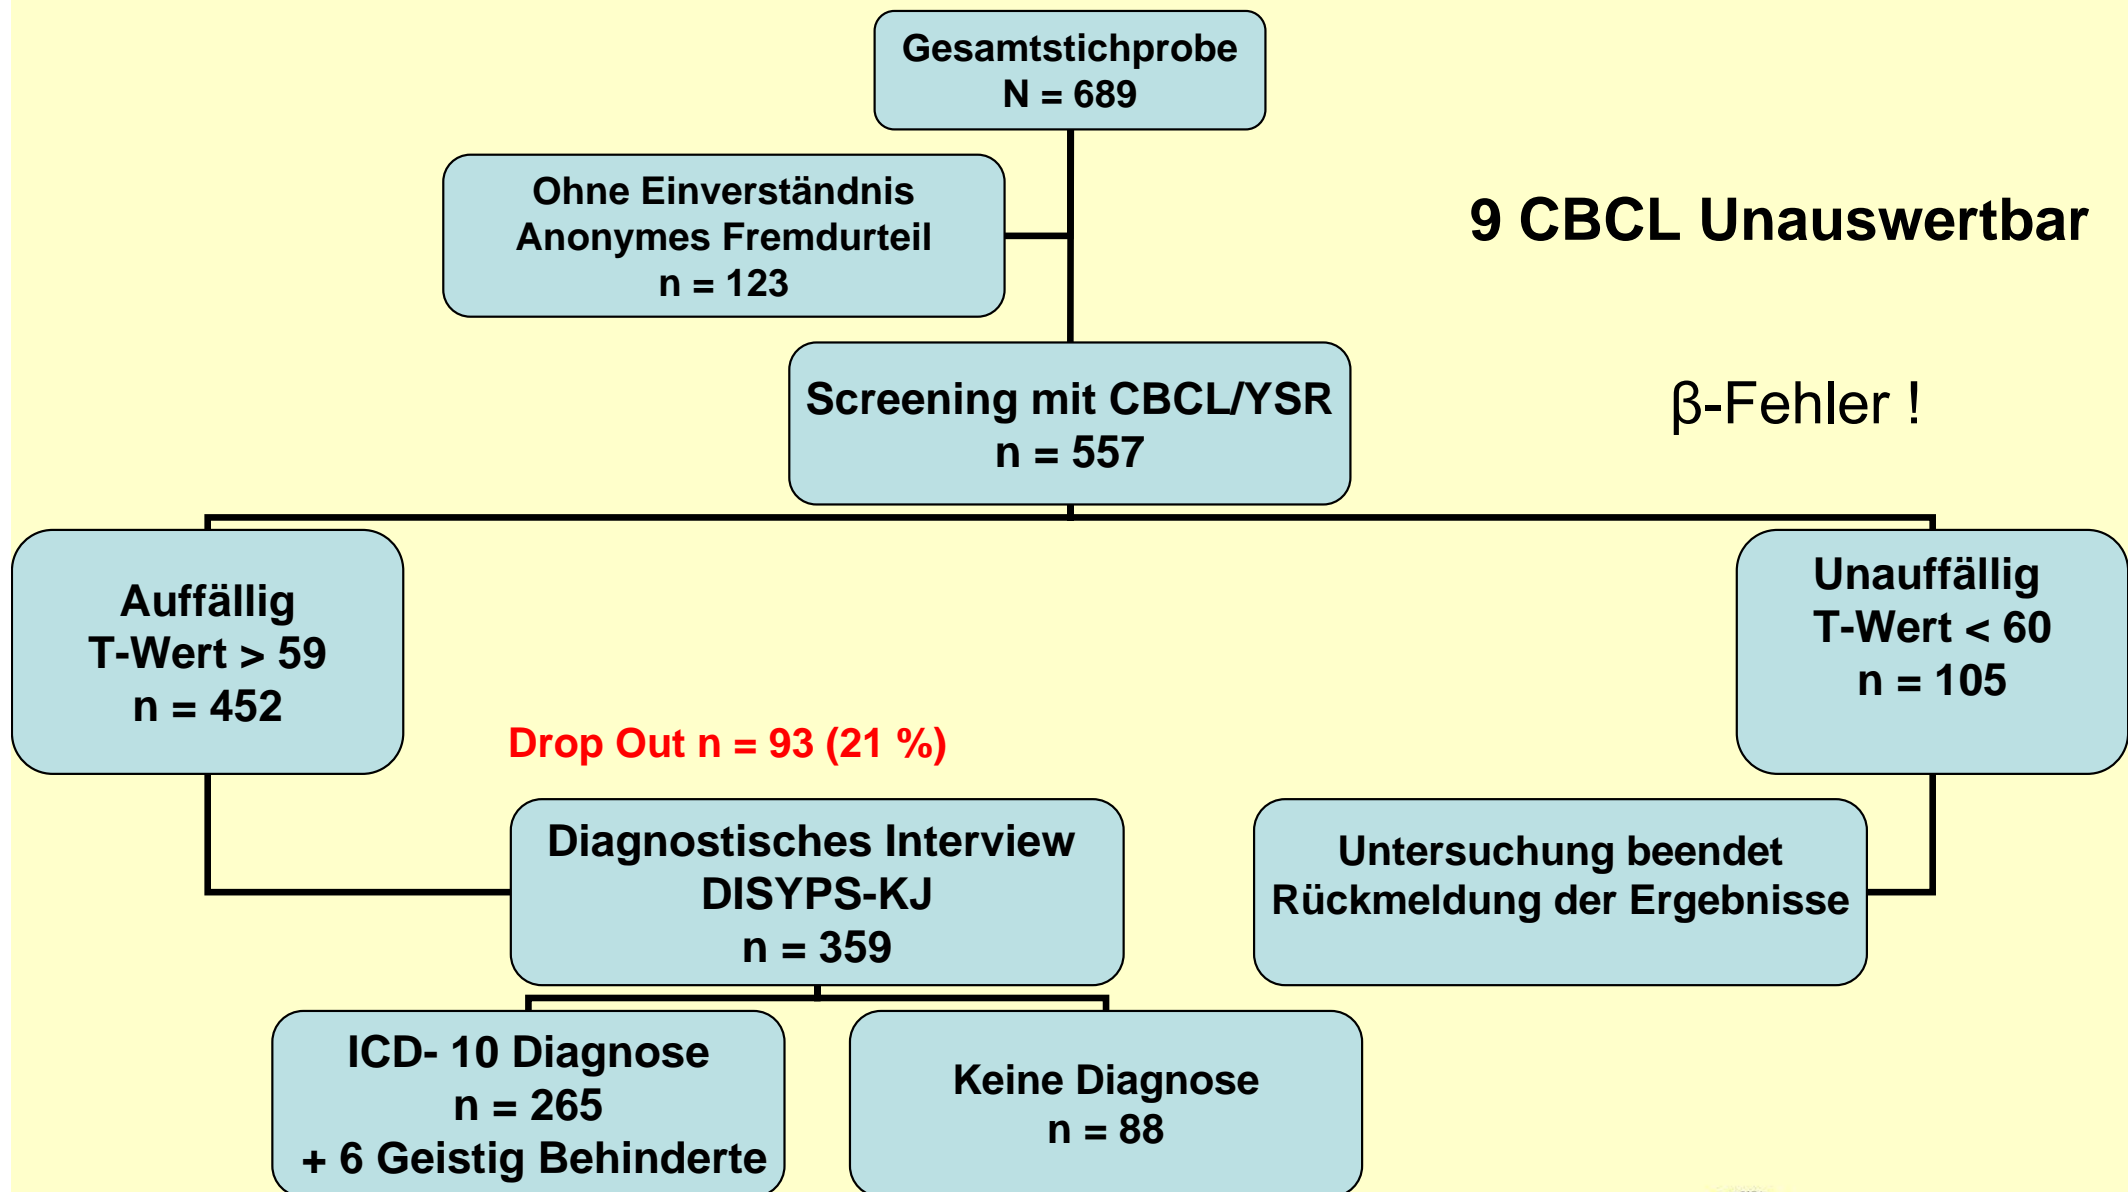 Gesamtstichprobe
N = 689
Ohne Einverständnis
Anonymes Fremdurteil
n = 123
9 CBCL Unauswertbar
Screening mit CBCL/YSR
n = 557
β-Fehler !
Auffällig
T-Wert > 59
n = 452
Unauffällig
T-Wert < 60
n = 105
Drop Out n = 93 (21 %)
Diagnostisches Interview
DISYPS-KJ
n = 359
Untersuchung beendet
Rückmeldung der Ergebnisse
ICD- 10 Diagnose
n = 265
+ 6 Geistig Behinderte
Keine Diagnose
n = 88